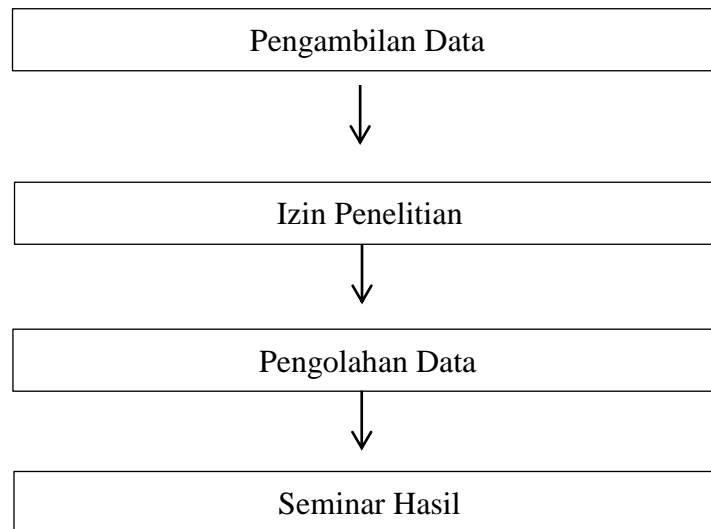 Pengambilan Data
Izin Penelitian
Pengolahan Data
Seminar Hasil